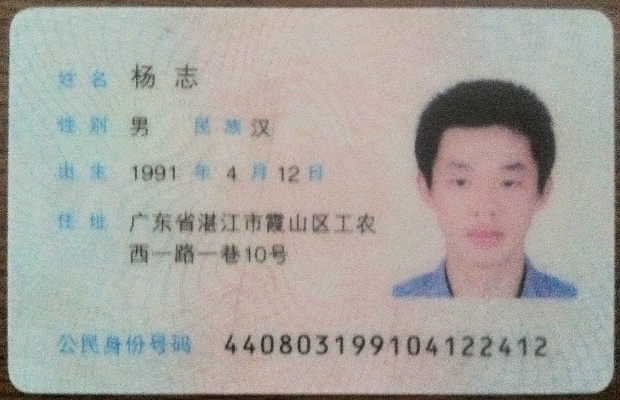 姓名 杨志
性别 男 民族 汉
出生 1991 年 4 月 12 日
住址 广东省湛江市霞山区工农
西一路一巷10号
公民身份号码 440803199104122412